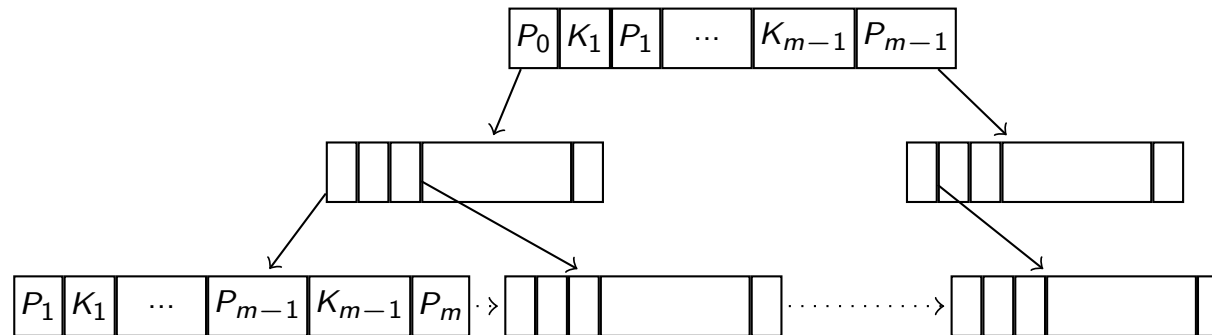 P₀ K₁ P₁ ... Kₘ₋₁ Pₘ₋₁
P₁ K₁ ... Pₘ₋₁ Kₘ₋₁ Pₘ